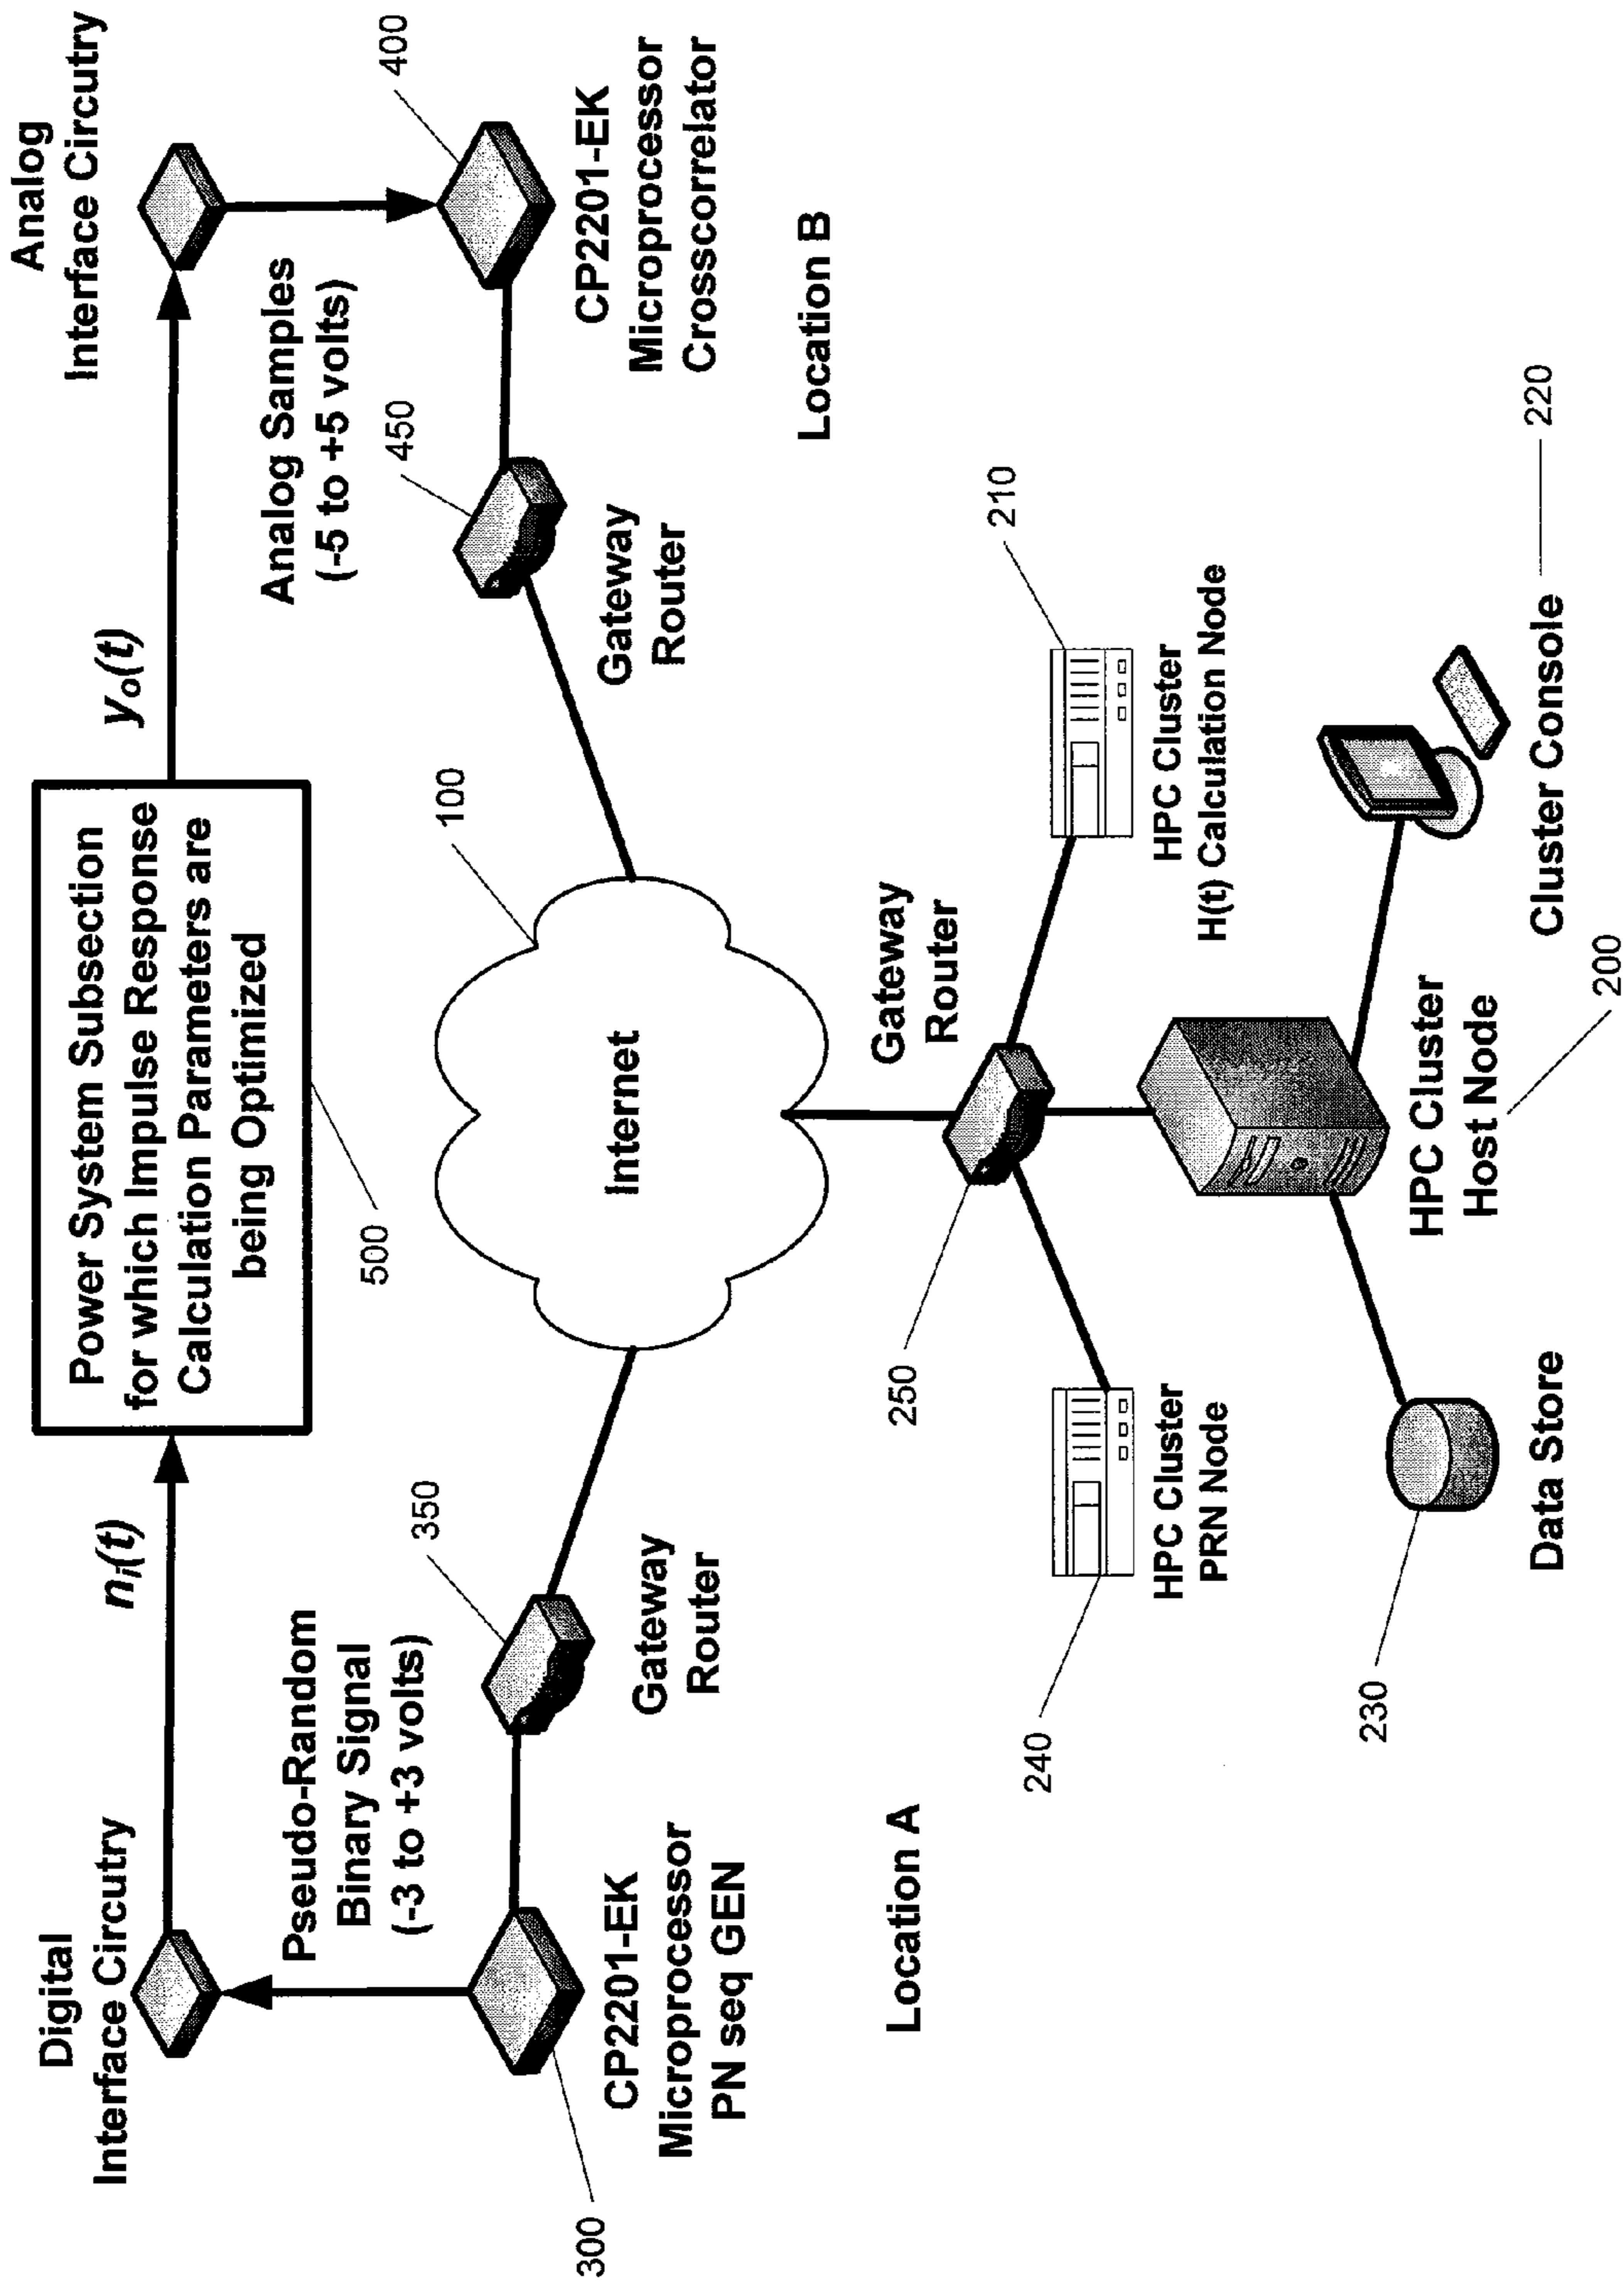 Digital
Interface Circutry
n_i(t)
Power System Subsection
for which Impulse Response
Calculation Parameters are
being Optimized
y_o(t)
Analog
Interface Circutry
500
Pseudo-Random
Binary Signal
(-3 to +3 volts)
Analog Samples
(-5 to +5 volts)
350
100
450
400
300
CP2201-EK
Microprocessor
PN seq GEN
Gateway
Router
Internet
Gateway
Router
CP2201-EK
Microprocessor
Crosscorrelator
Location A
Location B
Gateway
Router
250
210
240
HPC Cluster
PRN Node
HPC Cluster
H(t) Calculation Node
230
Data Store
HPC Cluster
Host Node
200
Cluster Console
220